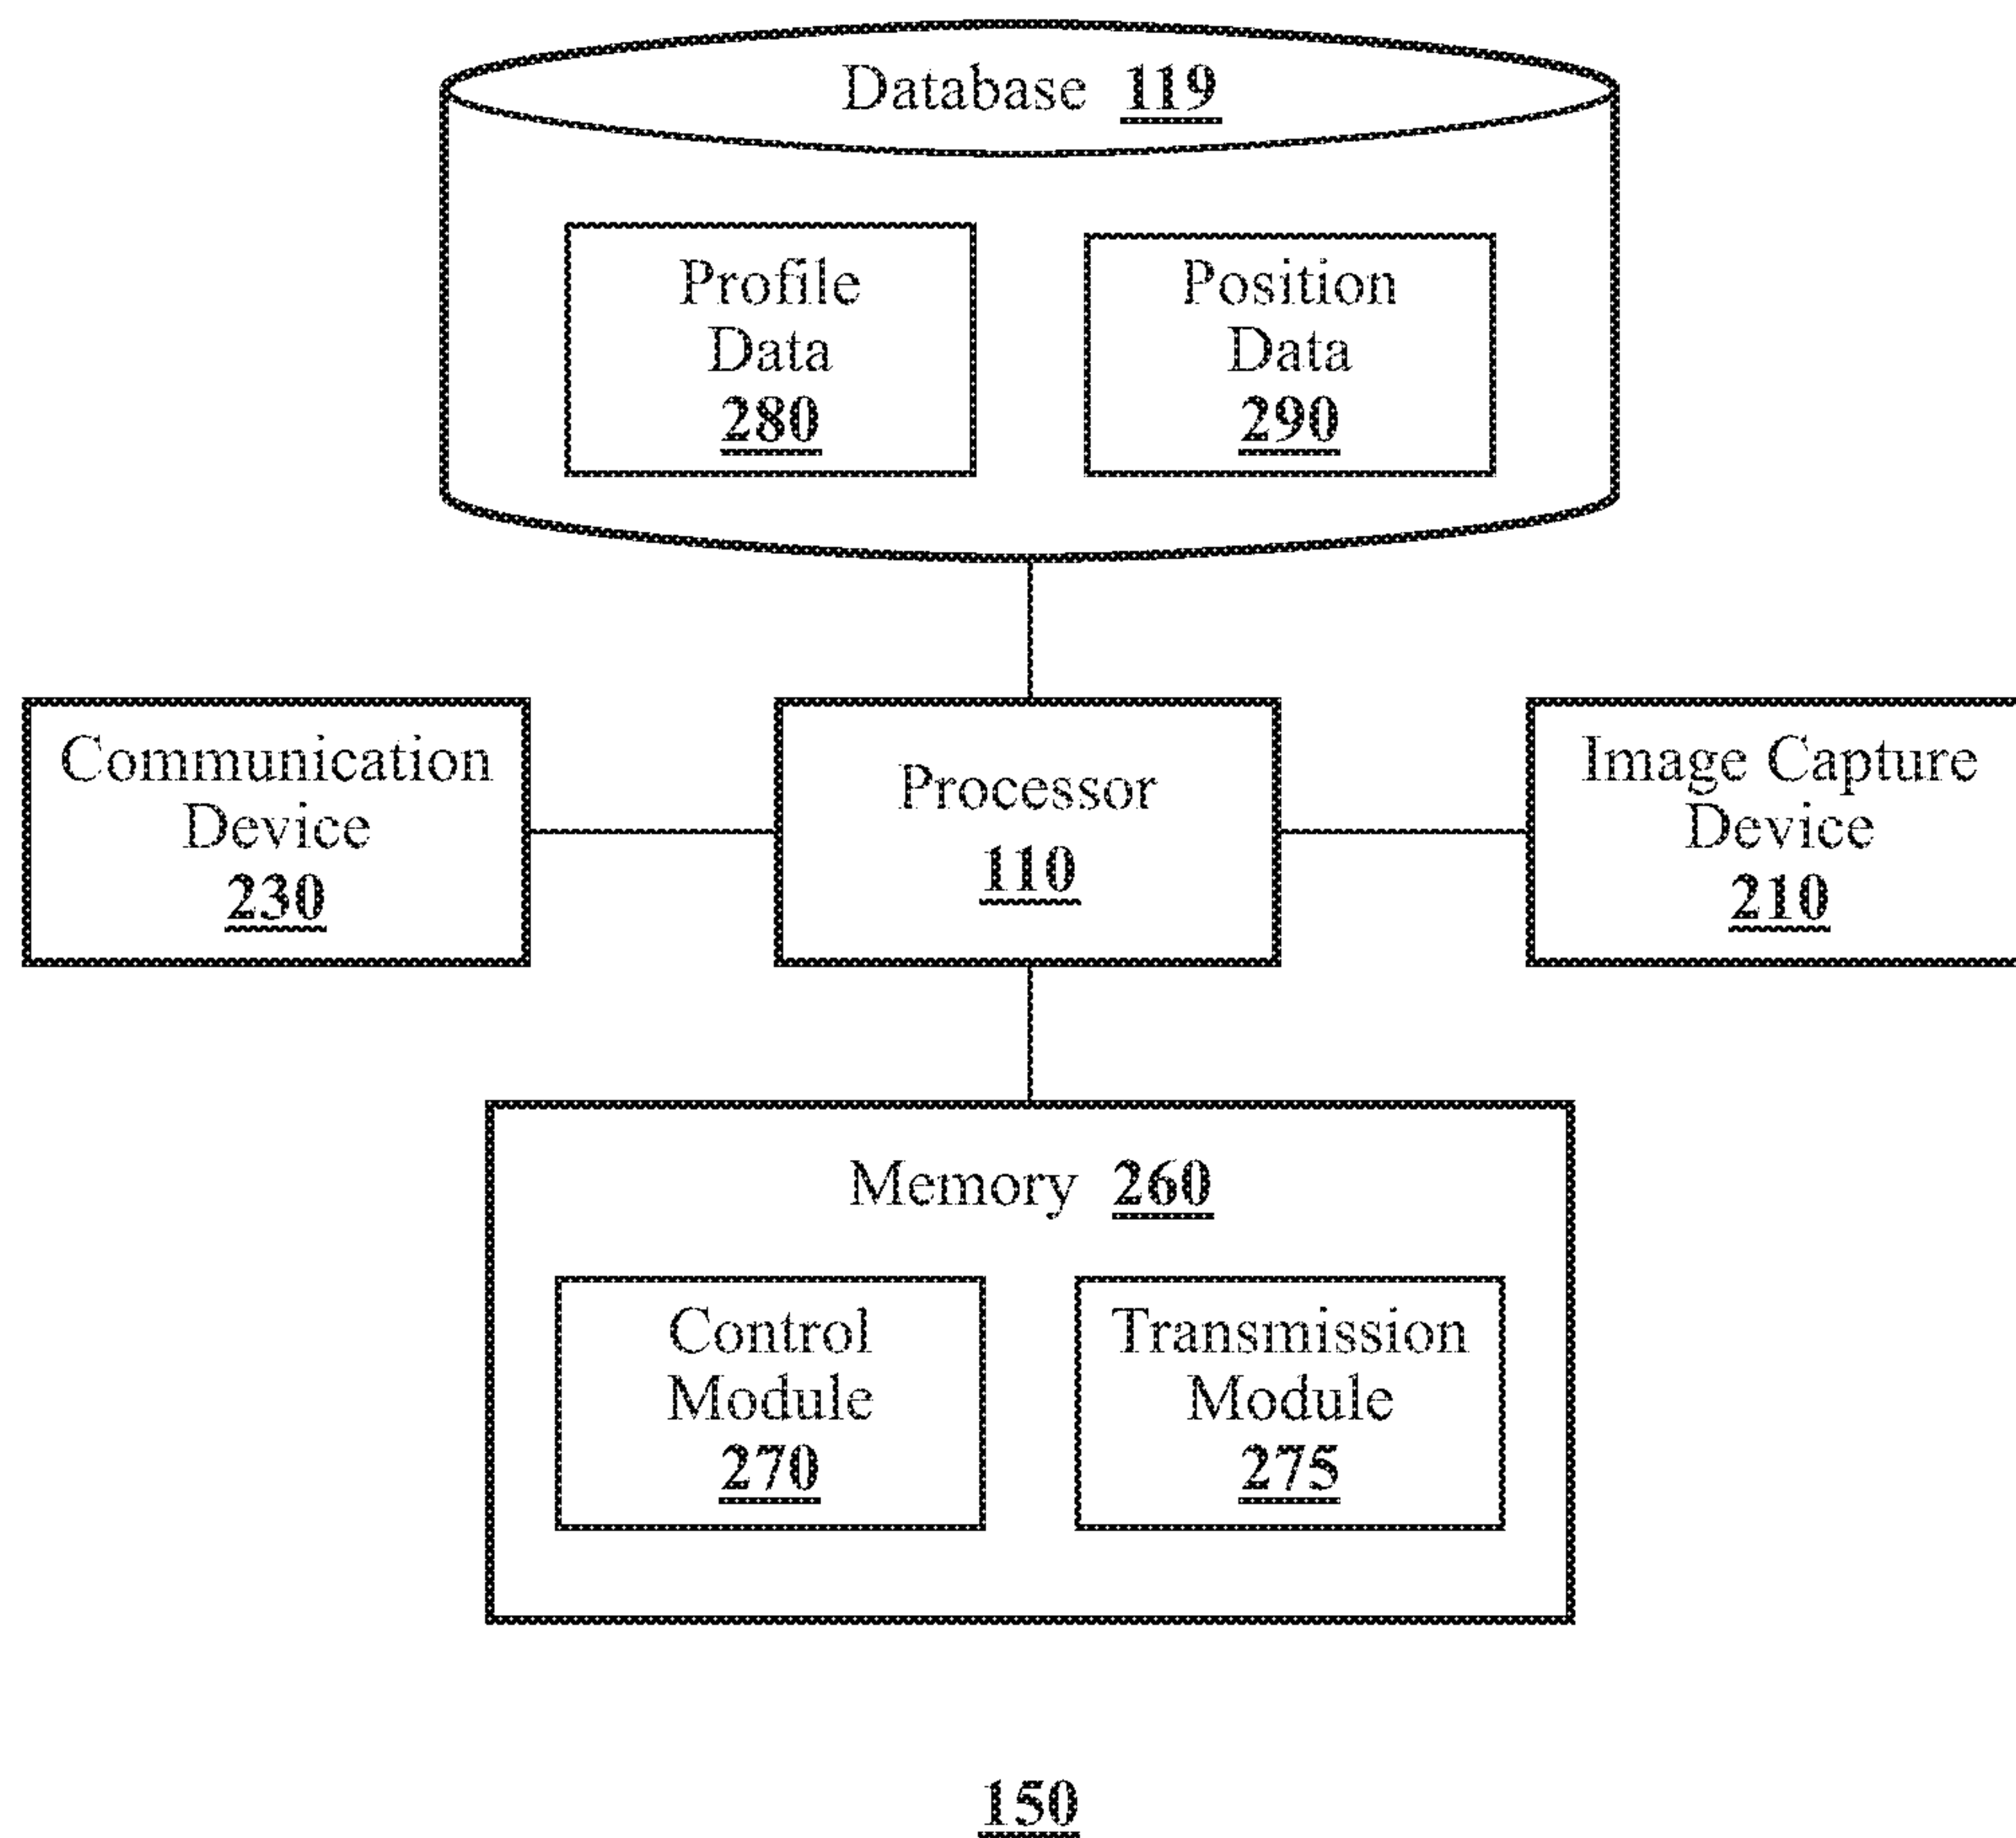 Database 119
Profile
Data
280
Position
Data
290
Communication
Device
230
Processor
110
Image Capture
Device
210
Memory 260
Control
Module
270
Transmission
Module
275
150